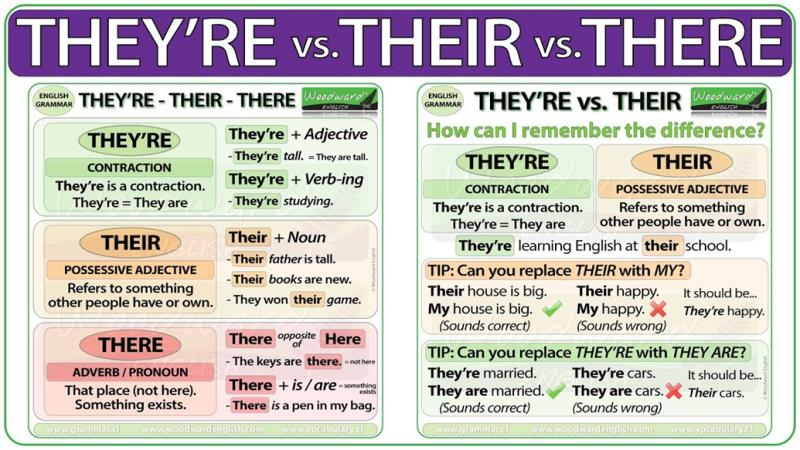 THEY'RE vs. THEIR vs. THERE
ENGLISH
GRAMMAR
THEY'RE - THEIR - THERE
Woodward®
ENGLISH
THEY'RE
CONTRACTION
They're is a contraction.
They're = They are
They're + Adjective
- They're tall. = They are tall.
They're + Verb-ing
- They're studying.
THEIR
POSSESSIVE ADJECTIVE
Refers to something
other people have or own.
Their + Noun
- Their father is tall.
- Their books are new.
- They won their game.
© Woodward English
THERE
ADVERB / PRONOUN
That place (not here).
Something exists.
There opposite of Here
- The keys are there. = not here
There + is / are = something exists
- There is a pen in my bag.
www.grammar.cl www.woodwardenglish.com www.vocabulary.cl
ENGLISH
GRAMMAR
THEY'RE vs. THEIR
Woodward®
ENGLISH
How can I remember the difference?
THEY'RE
CONTRACTION
They're is a contraction.
They're = They are
THEIR
POSSESSIVE ADJECTIVE
Refers to something
other people have or own.
They're learning English at their school.
TIP: Can you replace THEIR with MY?
Their house is big. Their happy. It should be...
My house is big. My happy. They're happy.
(Sounds correct) (Sounds wrong)
TIP: Can you replace THEY'RE with THEY ARE?
They're married. They're cars. It should be...
They are married. They are cars. Their cars.
(Sounds correct) (Sounds wrong)
© Woodward English
www.grammar.cl www.woodwardenglish.com www.vocabulary.cl